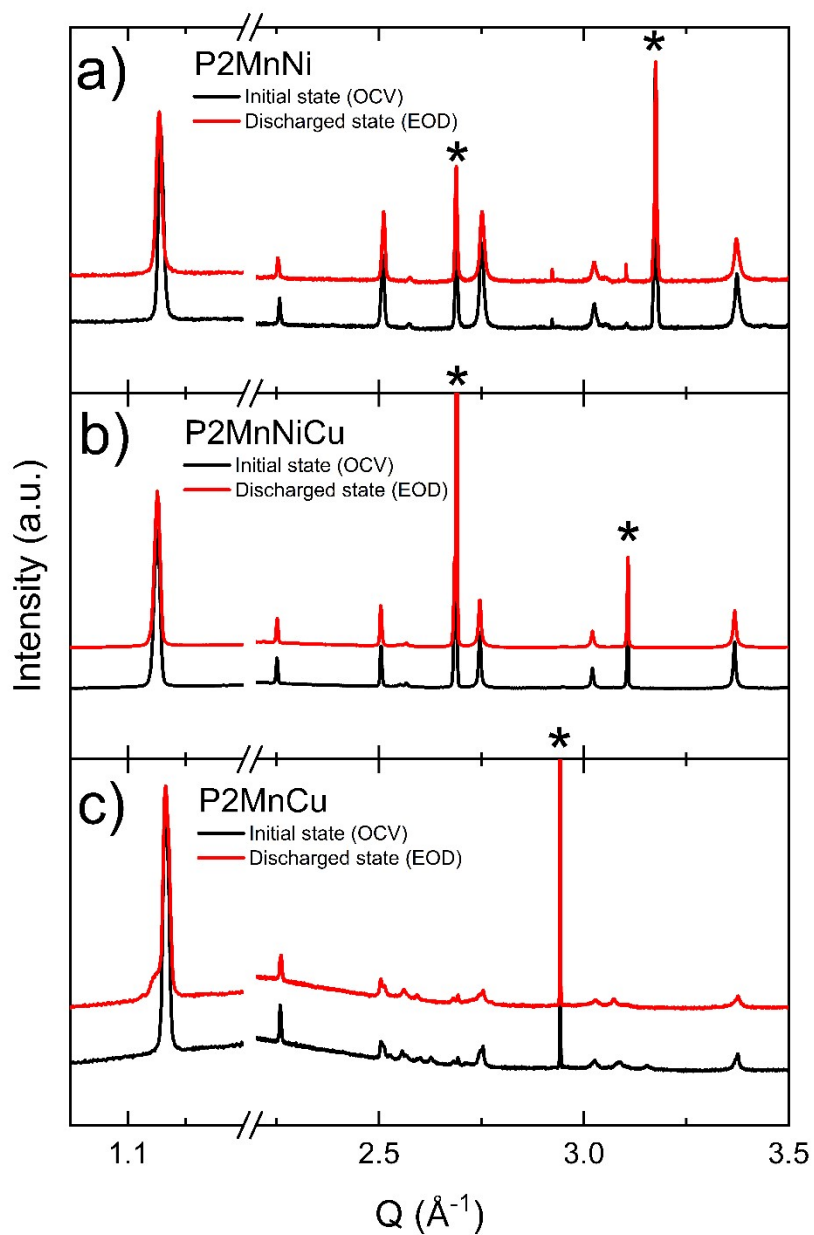 a) P2MnNi
Initial state (OCV)
Discharged state (EOD)
*
*
b) P2MnNiCu
Initial state (OCV)
Discharged state (EOD)
*
*
c) P2MnCu
Initial state (OCV)
Discharged state (EOD)
*
Intensity (a.u.)
1.1 2.5 3.0 3.5
Q (Å⁻¹)